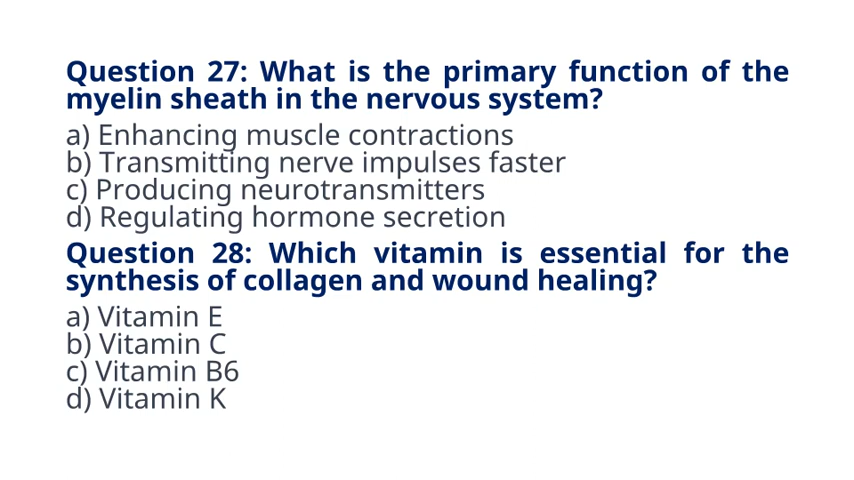 Question 27: What is the primary function of the
myelin sheath in the nervous system?
a) Enhancing muscle contractions
b) Transmitting nerve impulses faster
c) Producing neurotransmitters
d) Regulating hormone secretion
Question 28: Which vitamin is essential for the
synthesis of collagen and wound healing?
a) Vitamin E
b) Vitamin C
c) Vitamin B6
d) Vitamin K